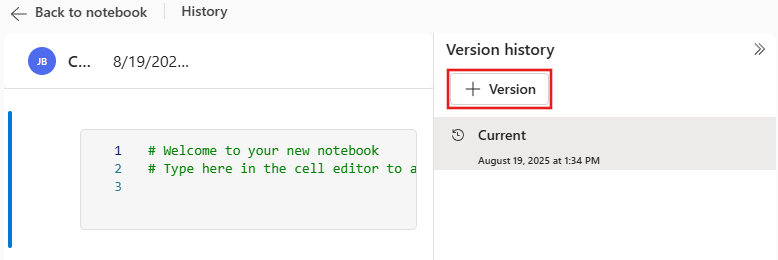 Back to notebook History
JB C... 8/19/202...
1 # Welcome to your new notebook
2 # Type here in the cell editor to a
3
Version history
+ Version
Current
August 19, 2025 at 1:34 PM